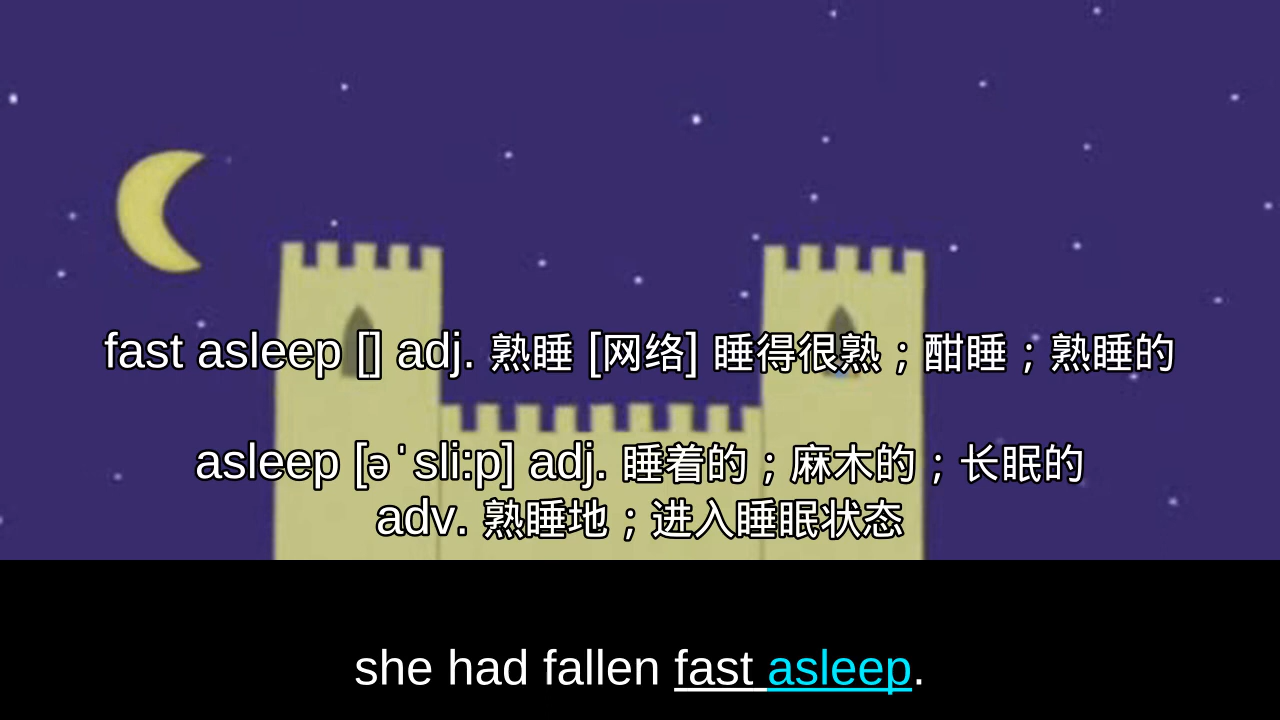 fast asleep [] adj. 熟睡 [网络] 睡得很熟；酣睡；熟睡的
asleep [əˈsli:p] adj. 睡着的；麻木的；长眠的
adv. 熟睡地；进入睡眠状态
she had fallen fast asleep.